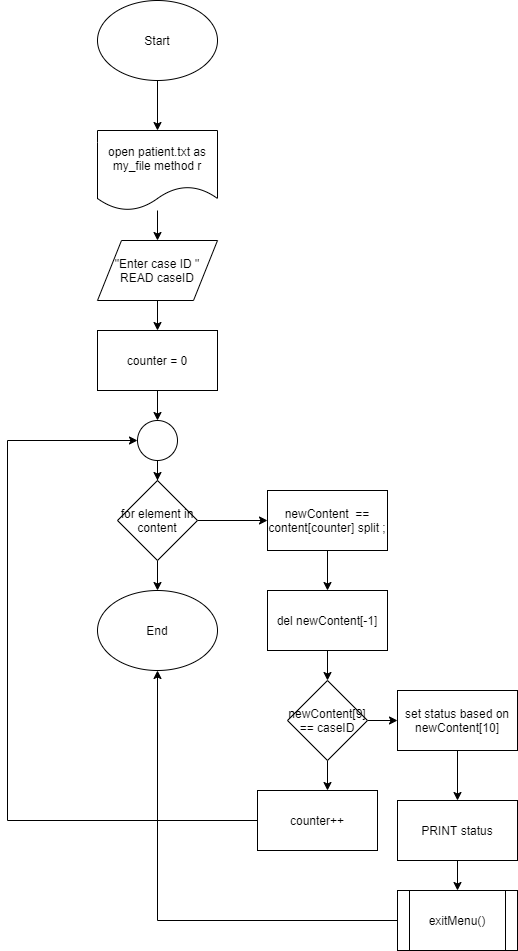 Start
open patient.txt as
my_file method r
"Enter case ID "
READ caseID
counter = 0
for element in
content
newContent  ==
content[counter] split ;
End
del newContent[-1]
newContent[9]
== caseID
set status based on
newContent[10]
counter++
PRINT status
exitMenu()